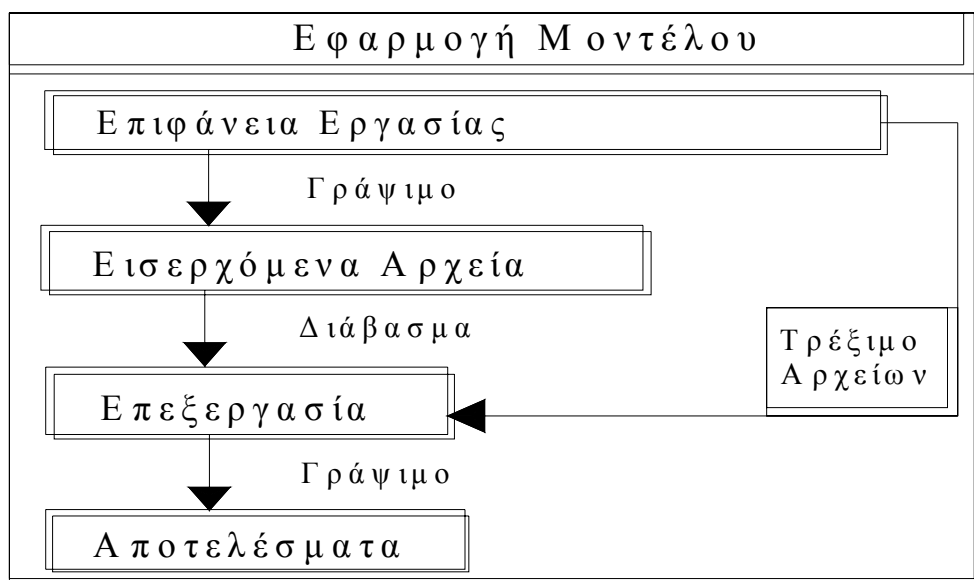 Εφαρμογή Μοντέλου
Επιφάνεια Εργασίας
Γράψιμο
Εισερχόμενα Αρχεία
Διάβασμα
Τρέξιμο
Αρχείων
Επεξεργασία
Γράψιμο
Αποτελέσματα